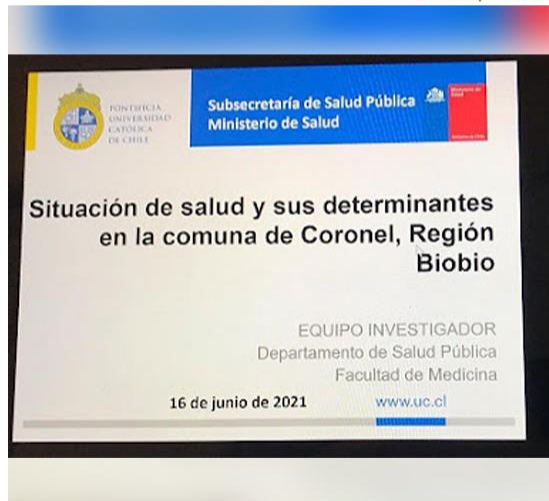 PONTIFICIA
UNIVERSIDAD
CATÓLICA
DE CHILE
Subsecretaría de Salud Pública
Ministerio de Salud
Situación de salud y sus determinantes
en la comuna de Coronel, Región
Biobio
EQUIPO INVESTIGADOR
Departamento de Salud Pública
Facultad de Medicina
16 de junio de 2021
www.uc.cl